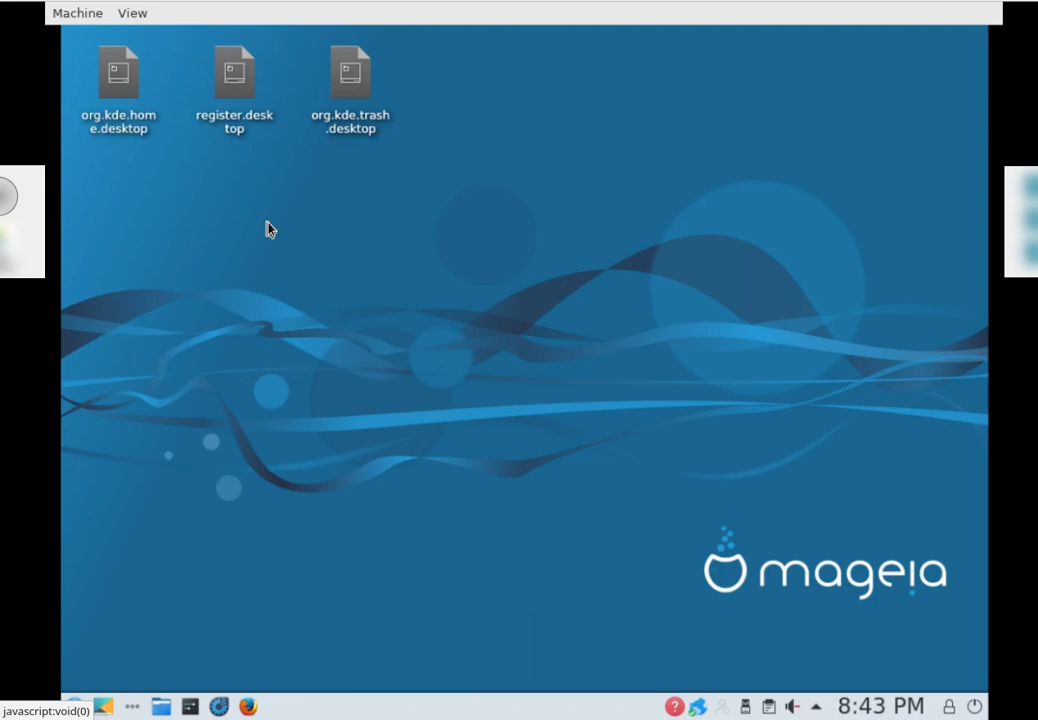 Machine View
org.kde.hom
e.desktop
register.desk
top
org.kde.trash
.desktop
mageia
javascript:void(0)
8:43 PM